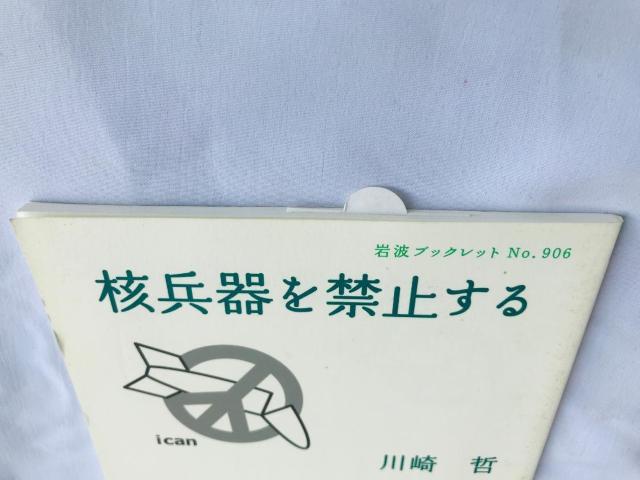 岩波ブックレット No. 906
核兵器を禁止する
ican
川崎 哲